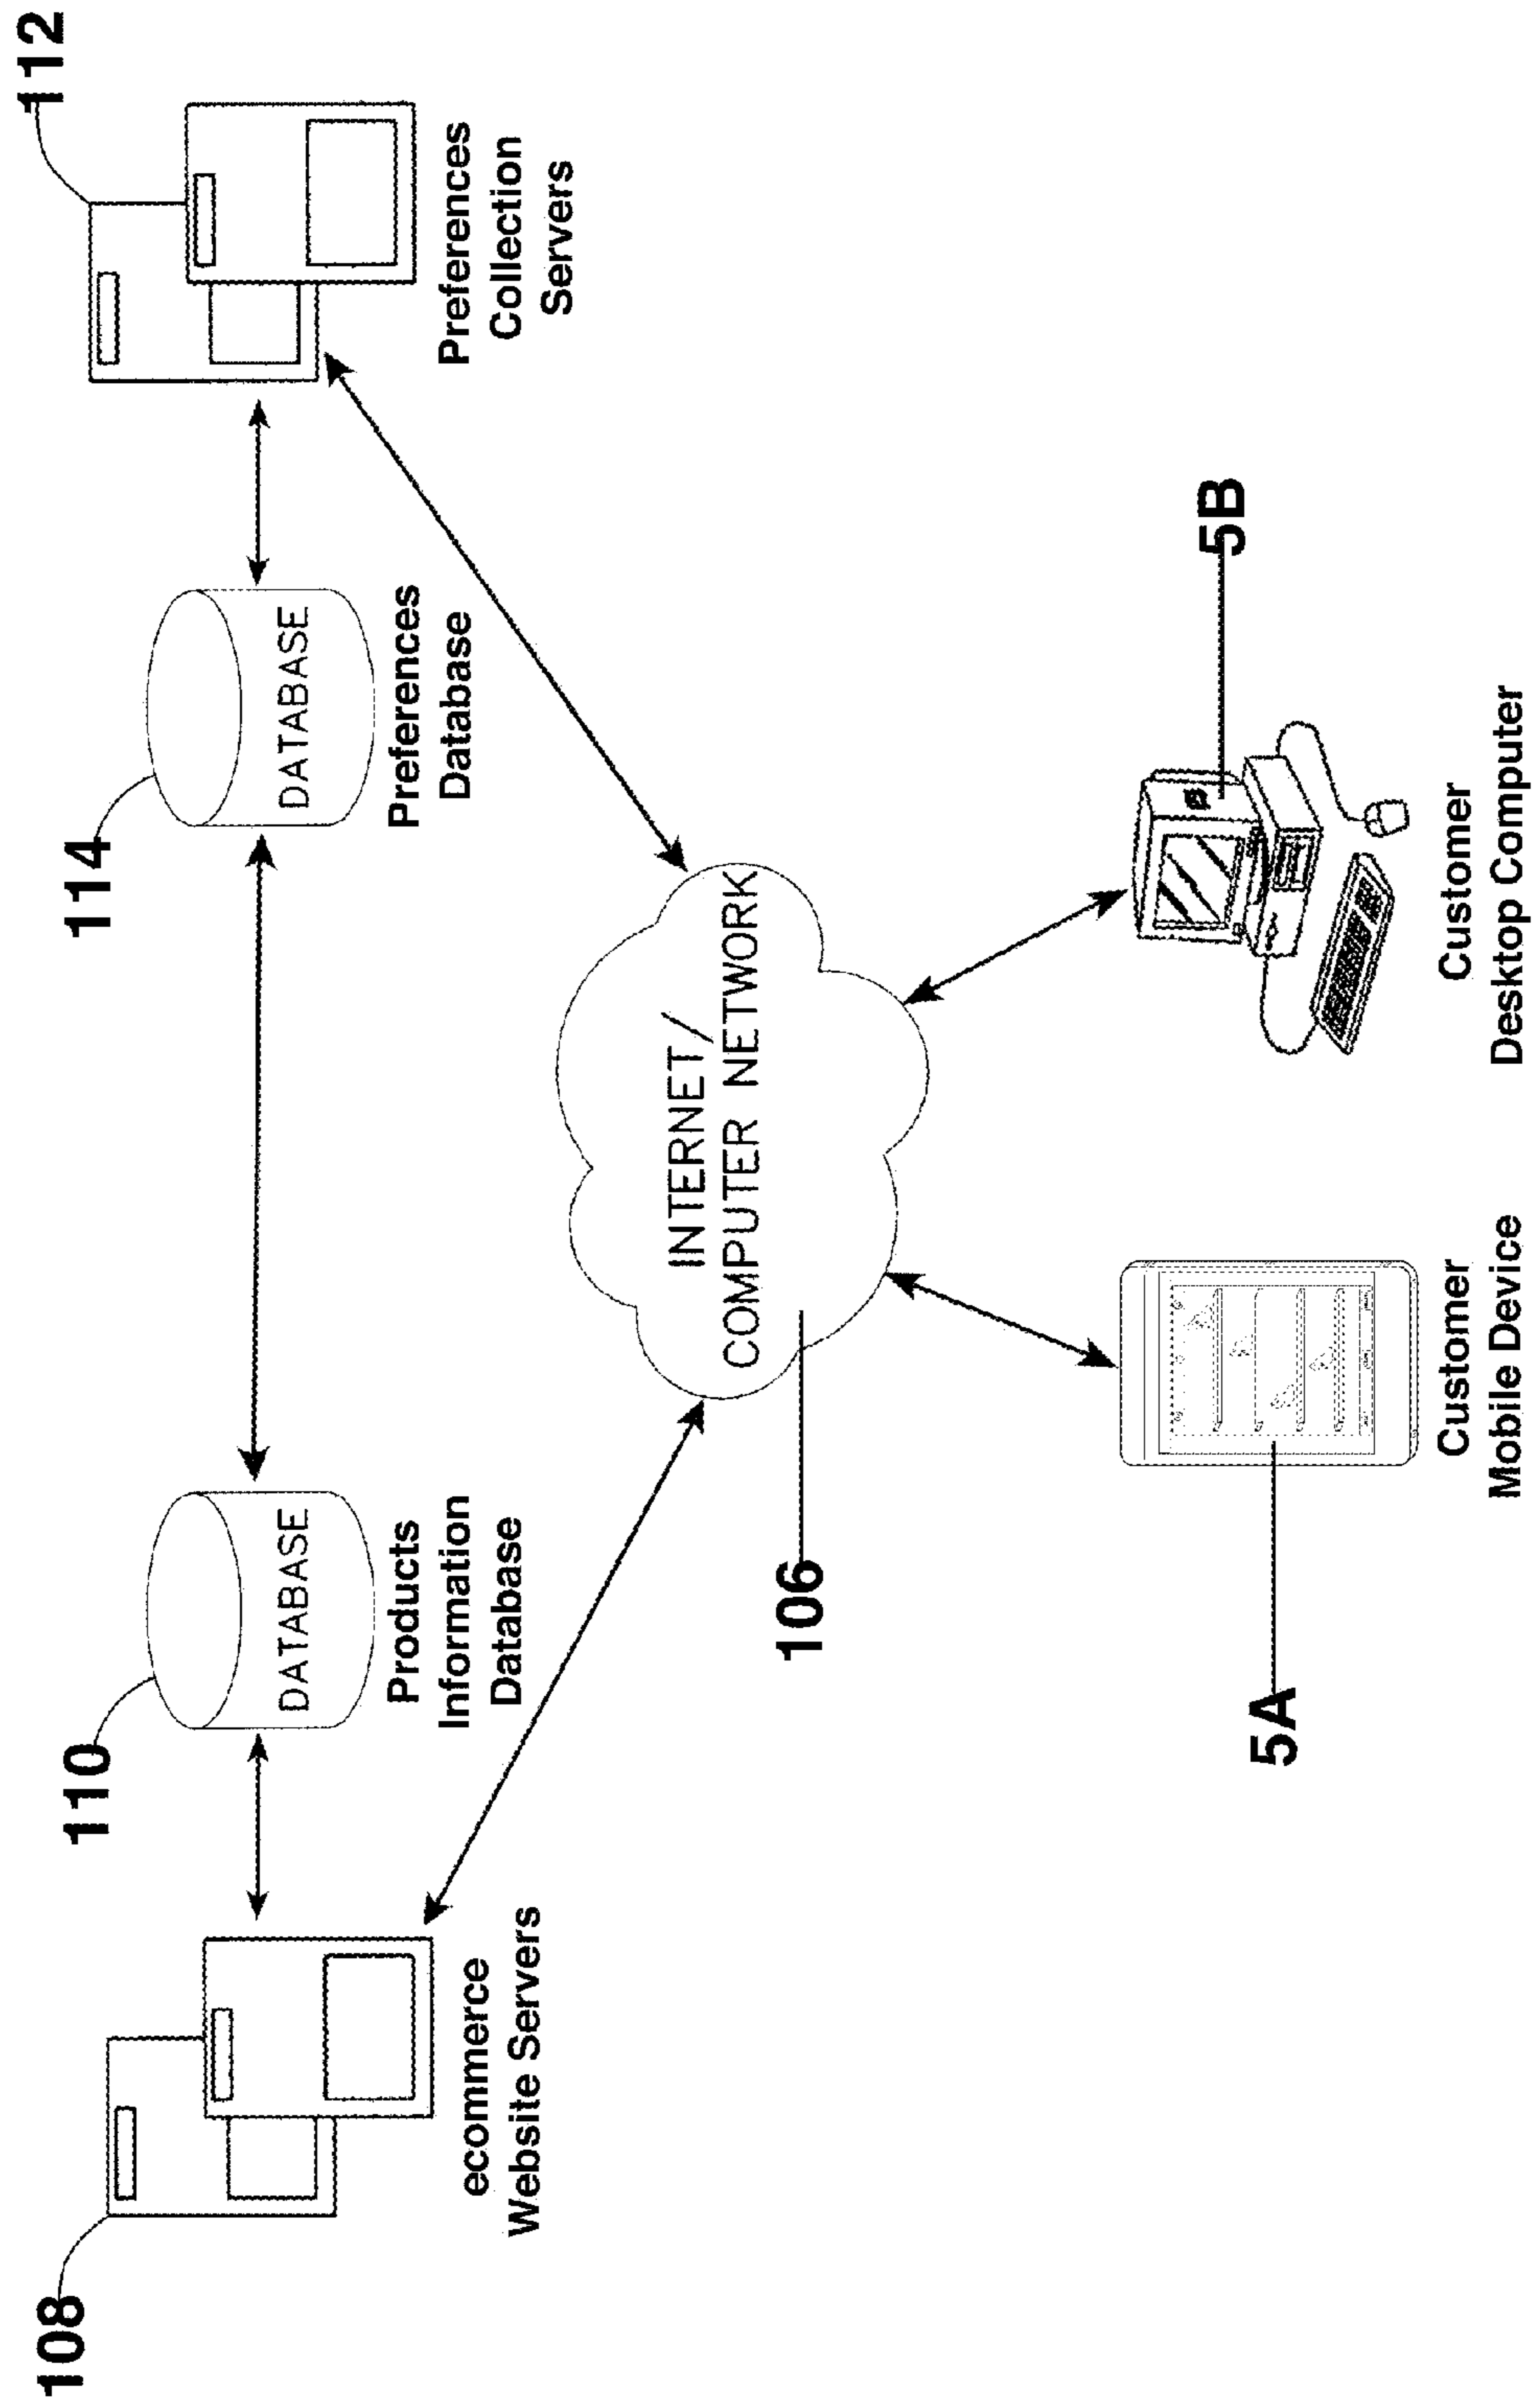 108
110
114
112
DATABASE
DATABASE
Products
Information
Database
Preferences
Database
Preferences
Collection
Servers
ecommerce
Website Servers
INTERNET/
COMPUTER NETWORK
106
5A
5B
Customer
Mobile Device
Customer
Desktop Computer